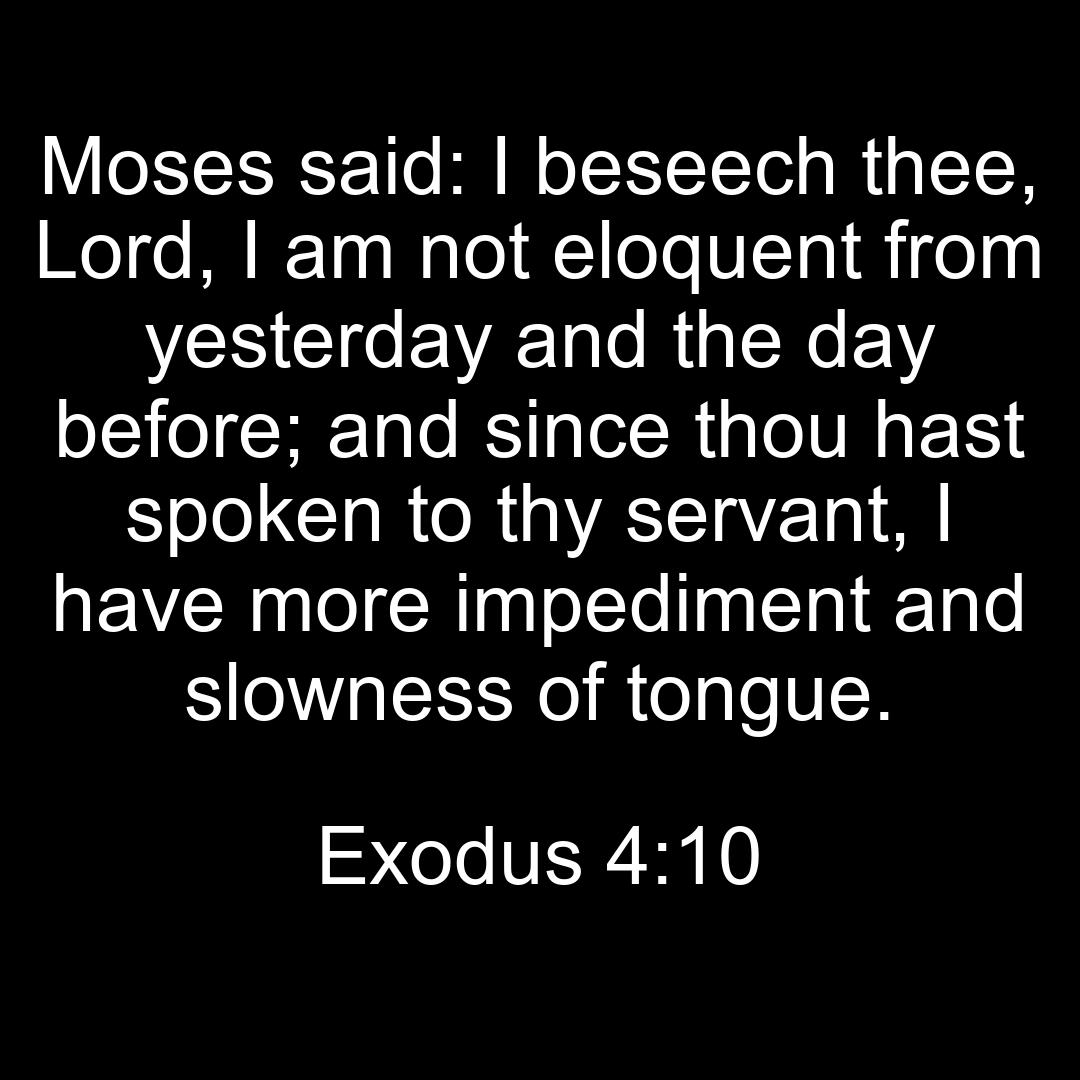 Moses said: I beseech thee,
Lord, I am not eloquent from
yesterday and the day
before; and since thou hast
spoken to thy servant, I
have more impediment and
slowness of tongue.
Exodus 4:10